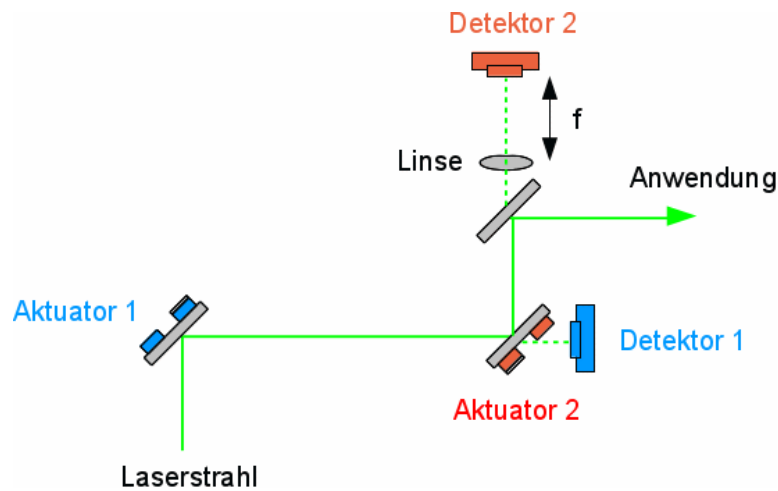 Detektor 2
f
Linse
Anwendung
Aktuator 1
Detektor 1
Aktuator 2
Laserstrahl